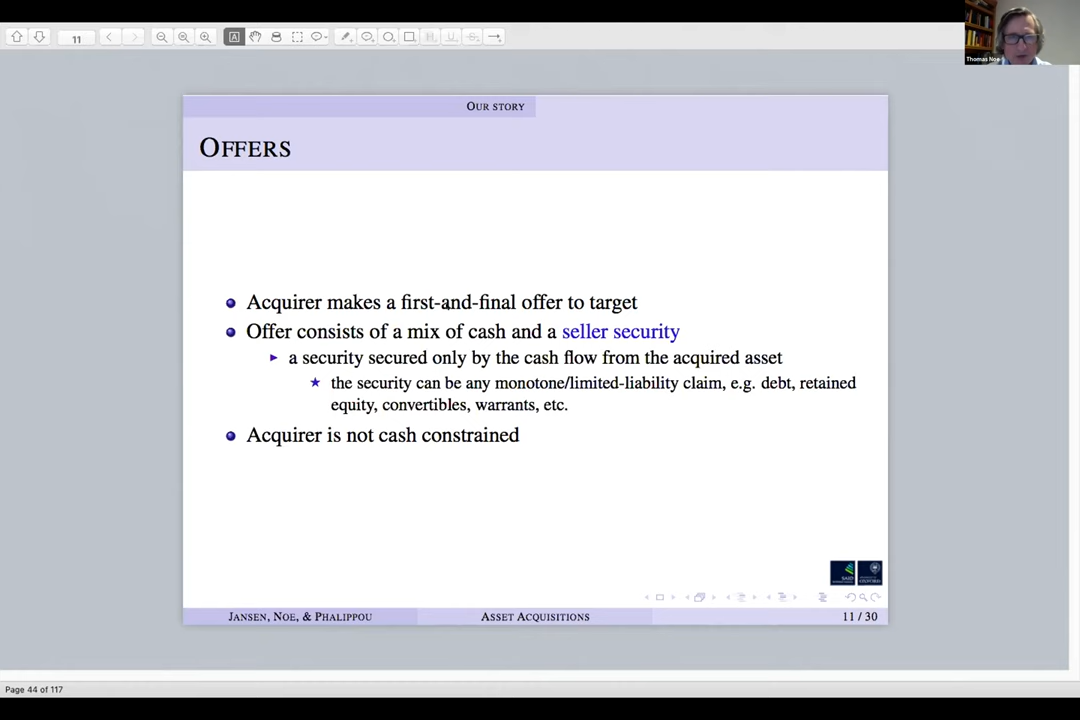 11
Thomas Noe
OUR STORY
OFFERS
Acquirer makes a first-and-final offer to target
Offer consists of a mix of cash and a seller security
a security secured only by the cash flow from the acquired asset
the security can be any monotone/limited-liability claim, e.g. debt, retained
equity, convertibles, warrants, etc.
Acquirer is not cash constrained
JANSEN, NOE, & PHALIPPOU
ASSET ACQUISITIONS
11 / 30
Page 44 of 117